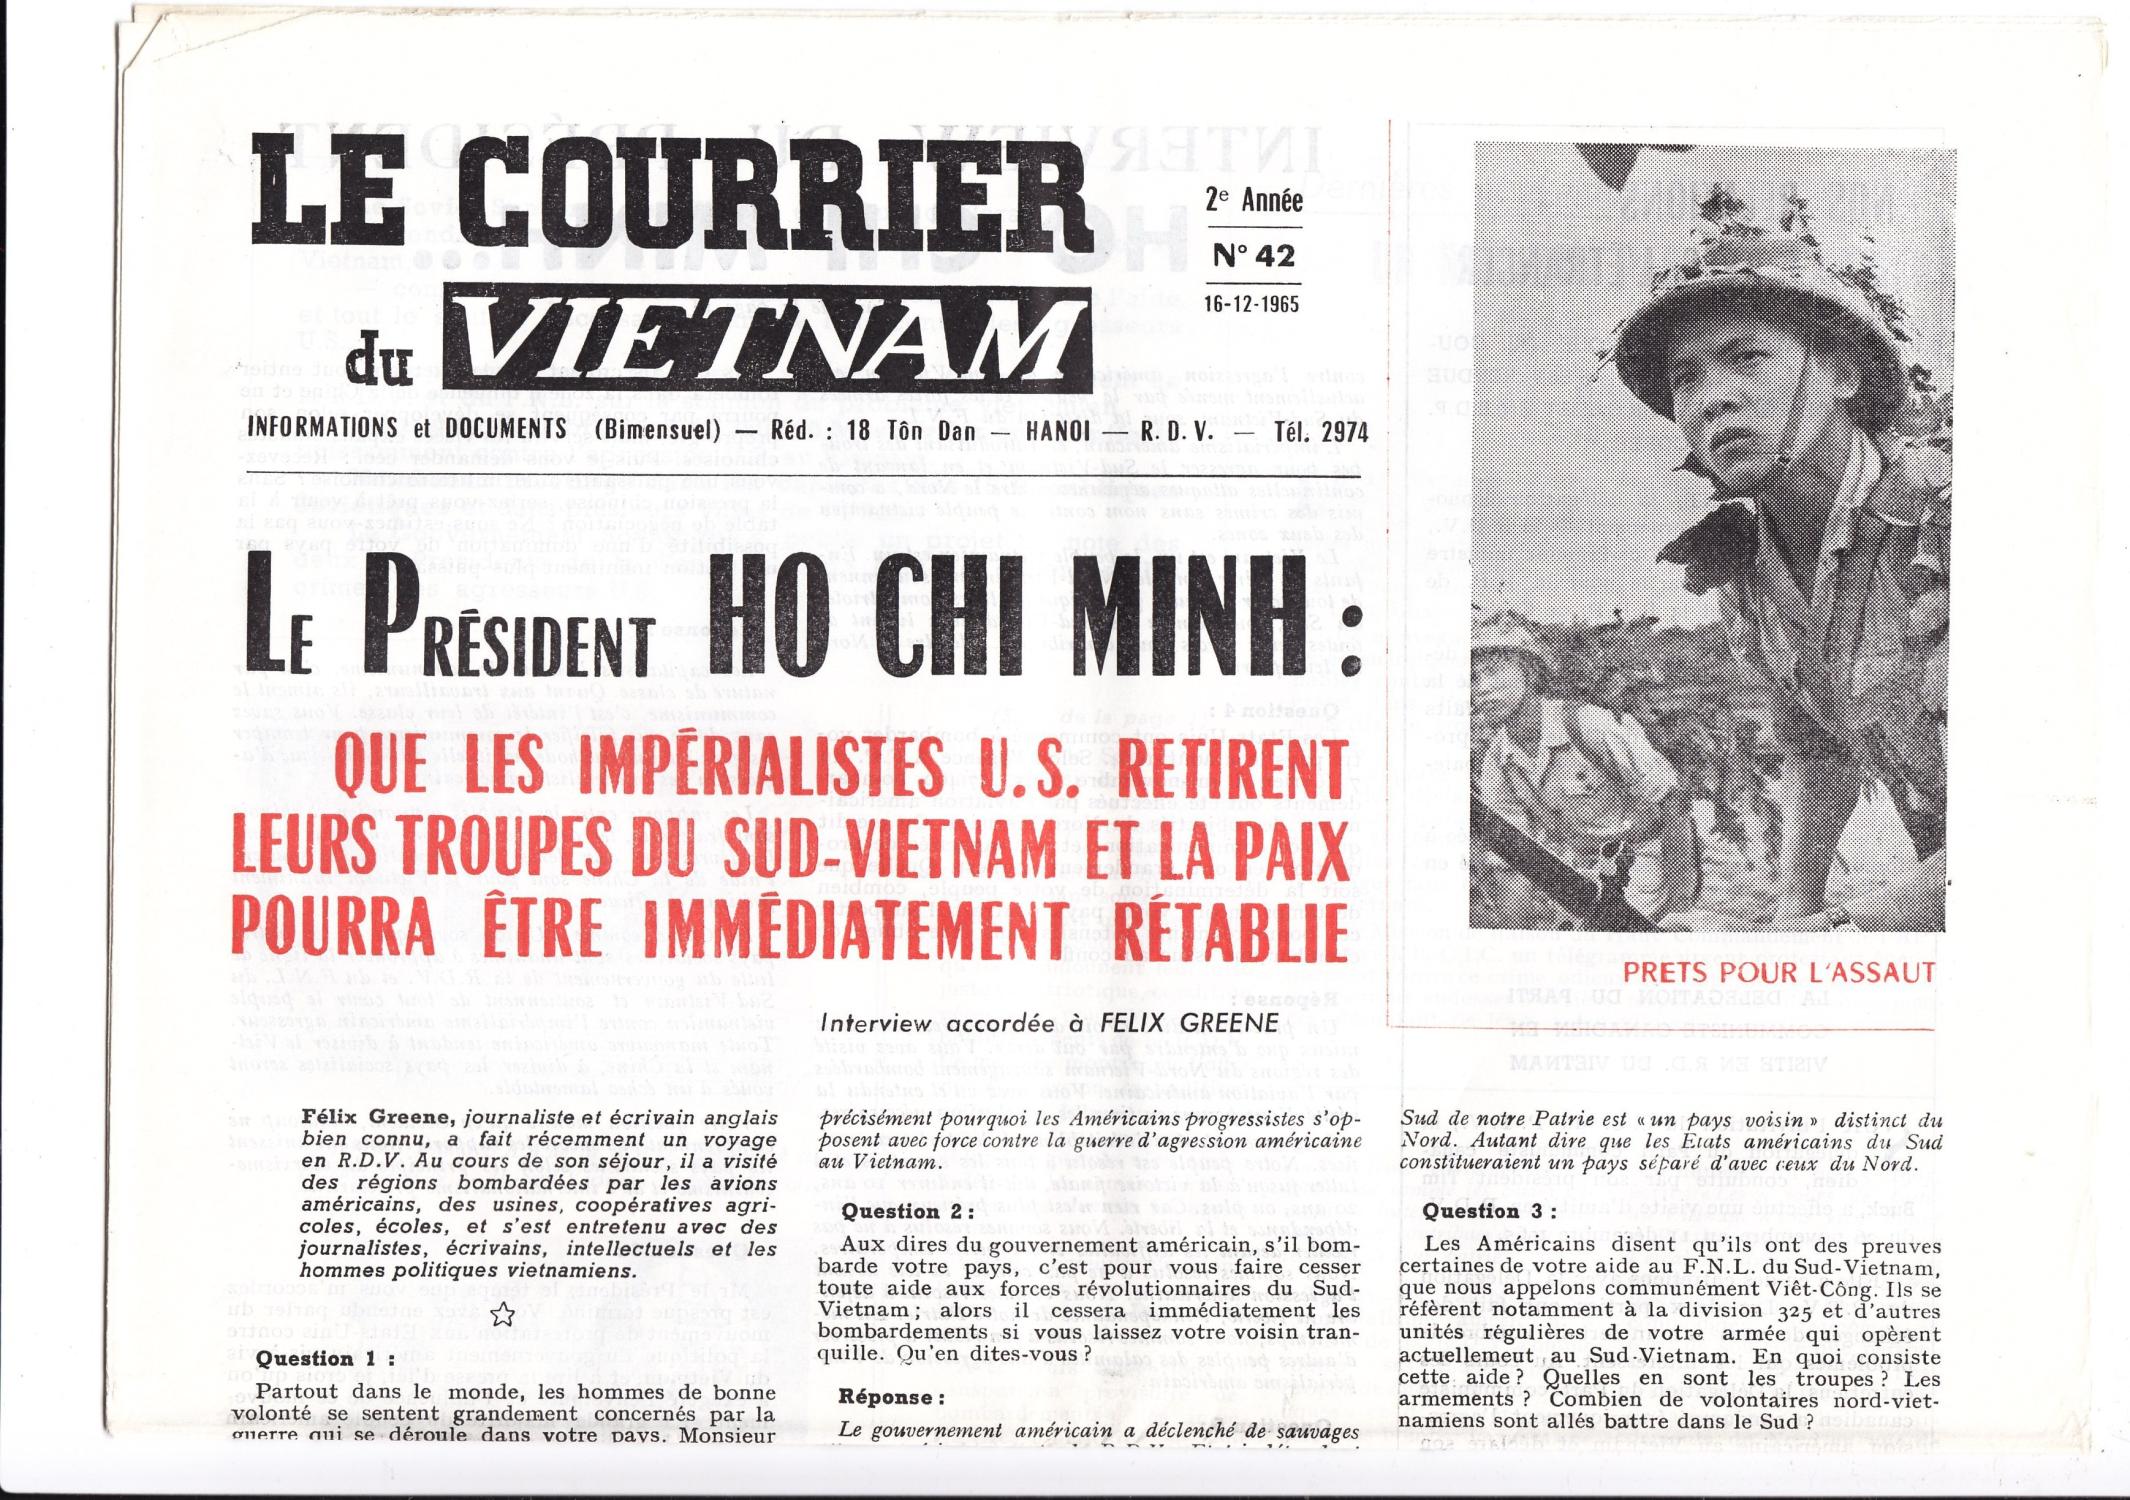 LE COURRIER
du VIETNAM
2e Année
N° 42
16-12-1965
INFORMATIONS et DOCUMENTS (Bimensuel) — Réd. : 18 Tôn Dan — HANOI — R. D. V. — Tél. 2974
LE PRÉSIDENT HO CHI MINH :
QUE LES IMPÉRIALISTES U.S. RETIRENT
LEURS TROUPES DU SUD-VIETNAM ET LA PAIX
POURRA ÊTRE IMMÉDIATEMENT RÉTABLIE
Interview accordée à FELIX GREENE
PRETS POUR L'ASSAUT
Félix Greene, journaliste et écrivain anglais
bien connu, a fait récemment un voyage
en R.D.V. Au cours de son séjour, il a visité
des régions bombardées par les avions
américains, des usines, coopératives agri-
coles, écoles, et s'est entretenu avec des
journalistes, écrivains, intellectuels et les
hommes politiques vietnamiens.
Question 1 :
Partout dans le monde, les hommes de bonne
volonté se sentent grandement concernés par la
guerre qui se déroule dans votre pays. Monsieur
précisément pourquoi les Américains progressistes s'op-
posent avec force contre la guerre d'agression américaine
au Vietnam.
Question 2 :
Aux dires du gouvernement américain, s'il bom-
barde votre pays, c'est pour vous faire cesser
toute aide aux forces révolutionnaires du Sud-
Vietnam ; alors il cessera immédiatement les
bombardements si vous laissez votre voisin tran-
quille. Qu'en dites-vous ?
Réponse :
Le gouvernement américain a déclenché de sauvages
Sud de notre Patrie est « un pays voisin » distinct du
Nord. Autant dire que les Etats américains du Sud
constitueraient un pays séparé d'avec ceux du Nord.
Question 3 :
Les Américains disent qu'ils ont des preuves
certaines de votre aide au F.N.L. du Sud-Vietnam,
que nous appelons communément Viêt-Công. Ils se
réfèrent notamment à la division 325 et d'autres
unités régulières de votre armée qui opèrent
actuellemeut au Sud-Vietnam. En quoi consiste
cette aide ? Quelles en sont les troupes ? Les
armements ? Combien de volontaires nord-viet-
namiens sont allés battre dans le Sud ?